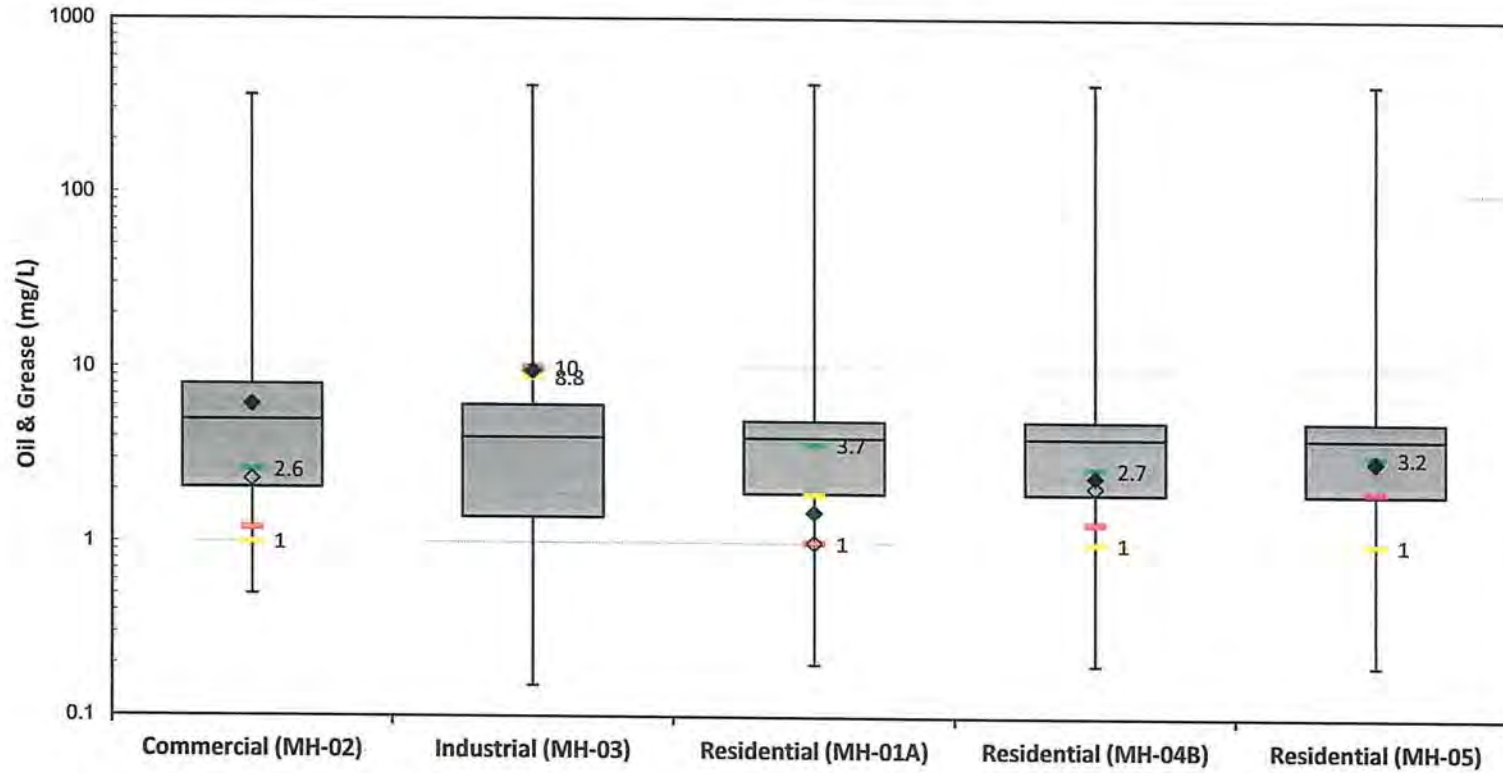 1000
100
10
1
0.1
Oil & Grease (mg/L)
2.6
1
10
8.8
3.7
1
2.7
1
3.2
1
Commercial (MH-02)
Industrial (MH-03)
Residential (MH-01A)
Residential (MH-04B)
Residential (MH-05)